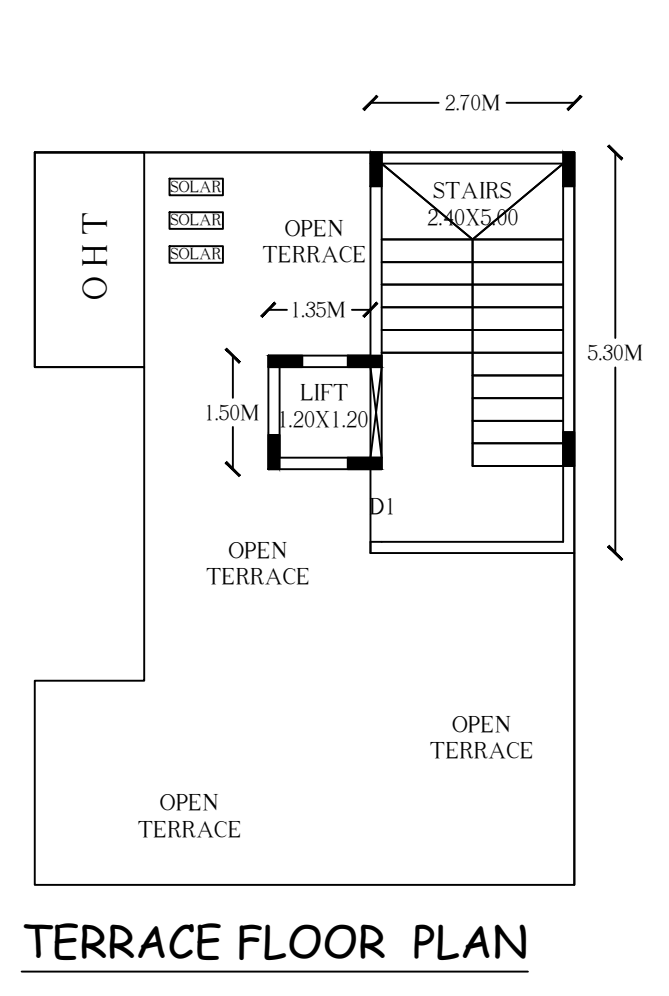 2.70M
SOLAR
STAIRS
2.40X5.00
SOLAR
OHT
OPEN
TERRACE
SOLAR
1.35M
5.30M
LIFT
1.50M
1.20X1.20
D1
OPEN
TERRACE
OPEN
TERRACE
OPEN
TERRACE
TERRACE FLOOR PLAN